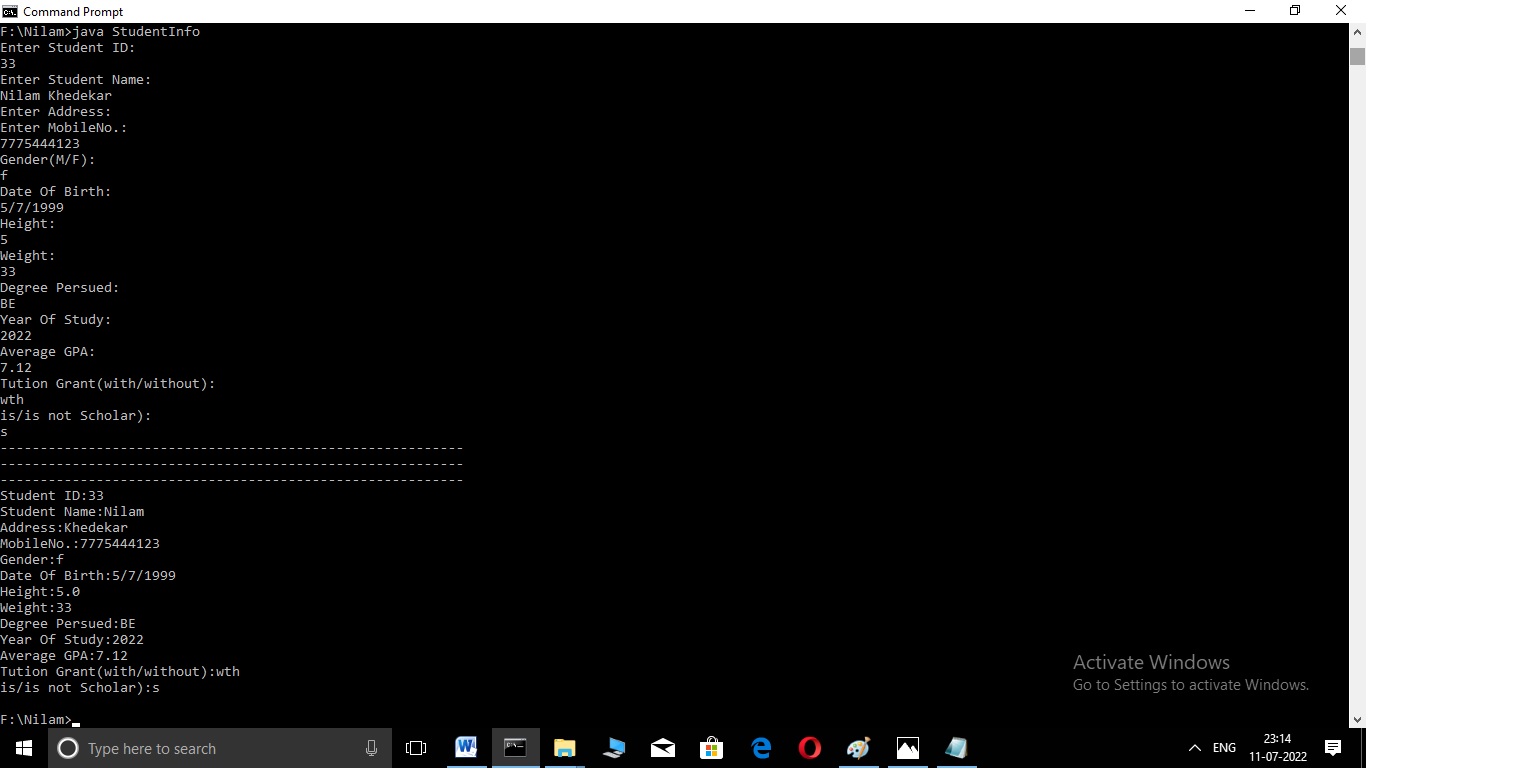 Command Prompt
F:\Nilam>java StudentInfo
Enter Student ID:
33
Enter Student Name:
Nilam Khedekar
Enter Address:
Enter MobileNo.:
7775444123
Gender(M/F):
f
Date Of Birth:
5/7/1999
Height:
5
Weight:
33
Degree Persued:
BE
Year Of Study:
2022
Average GPA:
7.12
Tution Grant(with/without):
wth
is/is not Scholar):
s
----------------------------------------------------------
----------------------------------------------------------
----------------------------------------------------------
Student ID:33
Student Name:Nilam
Address:Khedekar
MobileNo.:7775444123
Gender:f
Date Of Birth:5/7/1999
Height:5.0
Weight:33
Degree Persued:BE
Year Of Study:2022
Average GPA:7.12
Tution Grant(with/without):wth
is/is not Scholar):s
F:\Nilam>
Activate Windows
Go to Settings to activate Windows.
Type here to search
ENG
23:14
11-07-2022